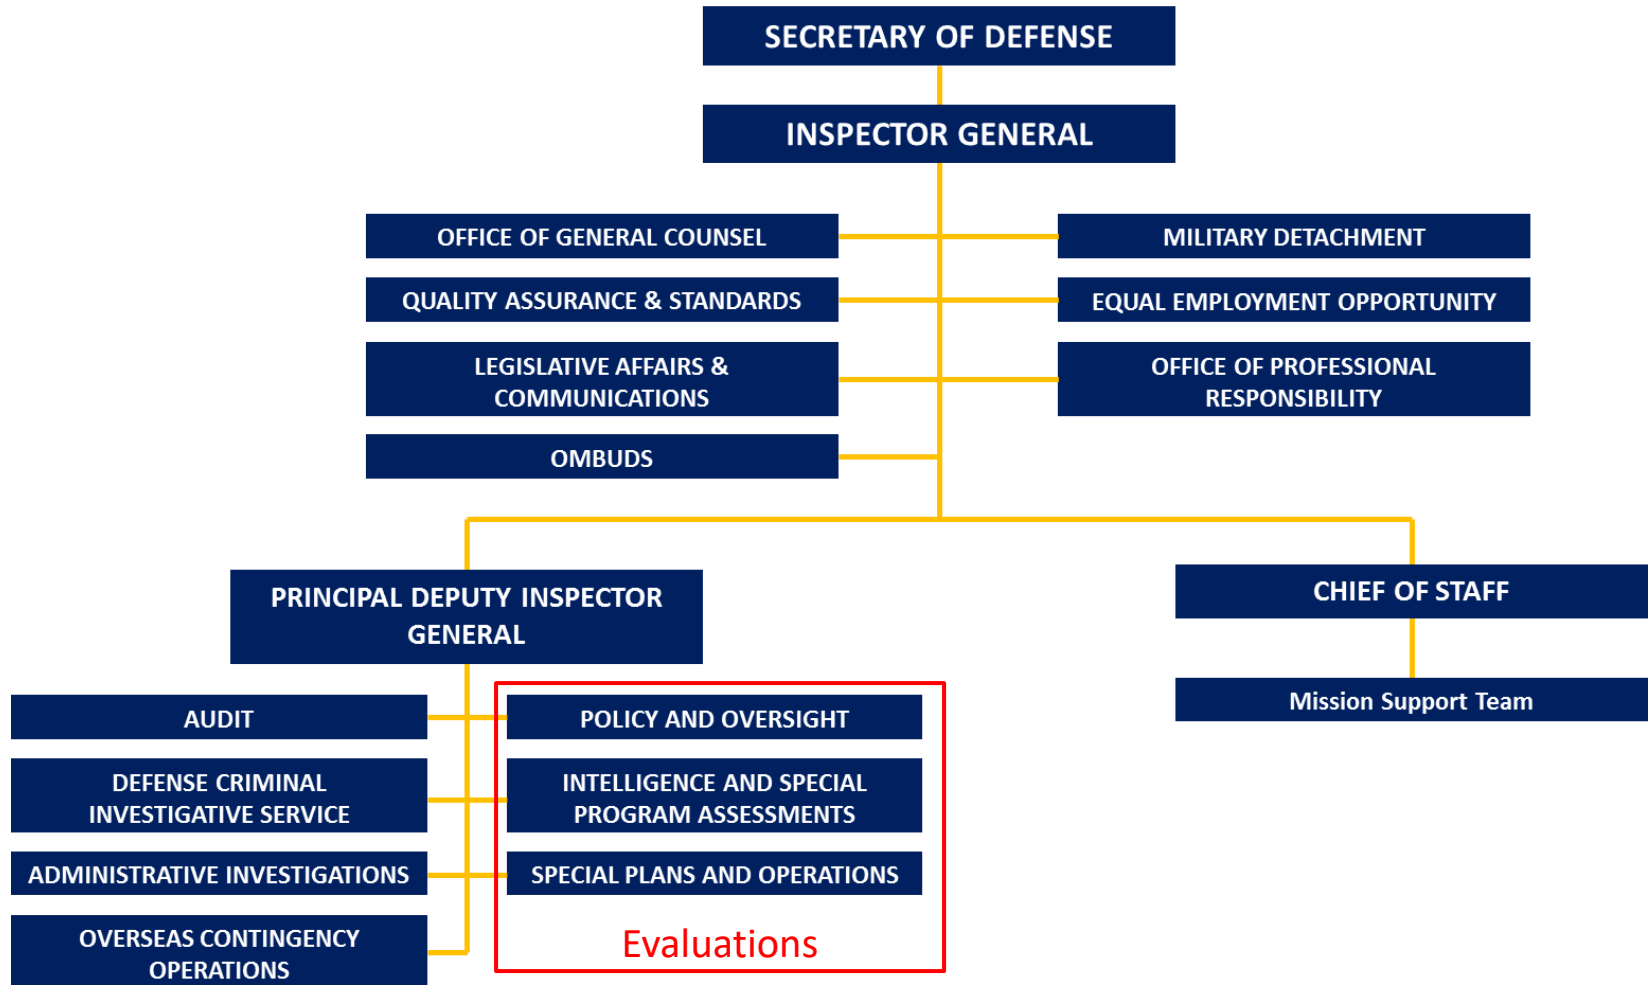 SECRETARY OF DEFENSE
INSPECTOR GENERAL
OFFICE OF GENERAL COUNSEL
MILITARY DETACHMENT
QUALITY ASSURANCE & STANDARDS
EQUAL EMPLOYMENT OPPORTUNITY
LEGISLATIVE AFFAIRS &
COMMUNICATIONS
OFFICE OF PROFESSIONAL
RESPONSIBILITY
OMBUDS
PRINCIPAL DEPUTY INSPECTOR
GENERAL
CHIEF OF STAFF
Mission Support Team
AUDIT
POLICY AND OVERSIGHT
DEFENSE CRIMINAL
INVESTIGATIVE SERVICE
INTELLIGENCE AND SPECIAL
PROGRAM ASSESSMENTS
ADMINISTRATIVE INVESTIGATIONS
SPECIAL PLANS AND OPERATIONS
OVERSEAS CONTINGENCY
OPERATIONS
Evaluations